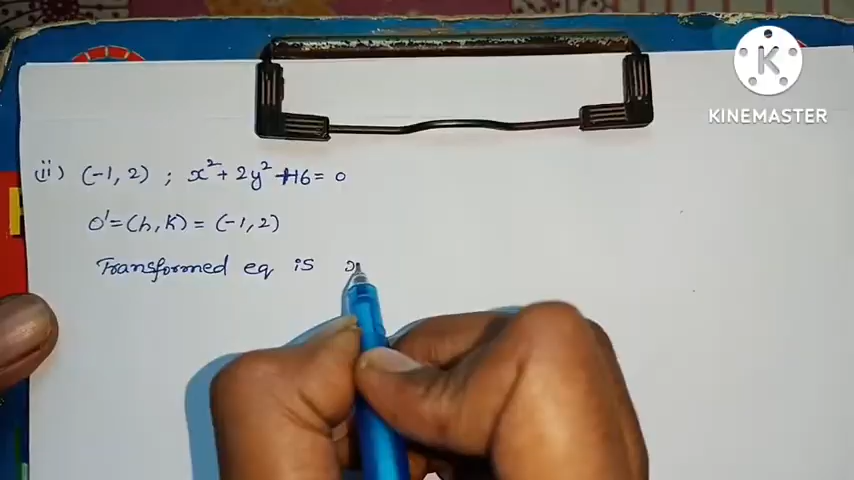 KINEMASTER
(ii) (-1, 2) ; x² + 2y² + 16 = 0
O' = (h, k) = (-1, 2)
Transformed eq is